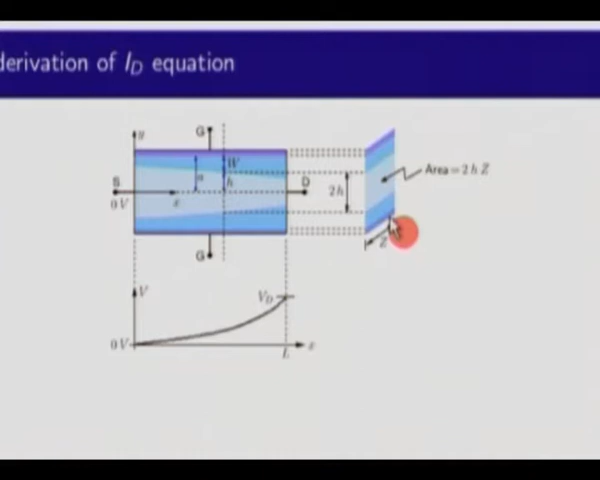 derivation of I_D equation
y
G
W
a
h
S
D
0 V
x
2h
Area = 2 h Z
G
Z
V
V_D
0 V
L
x